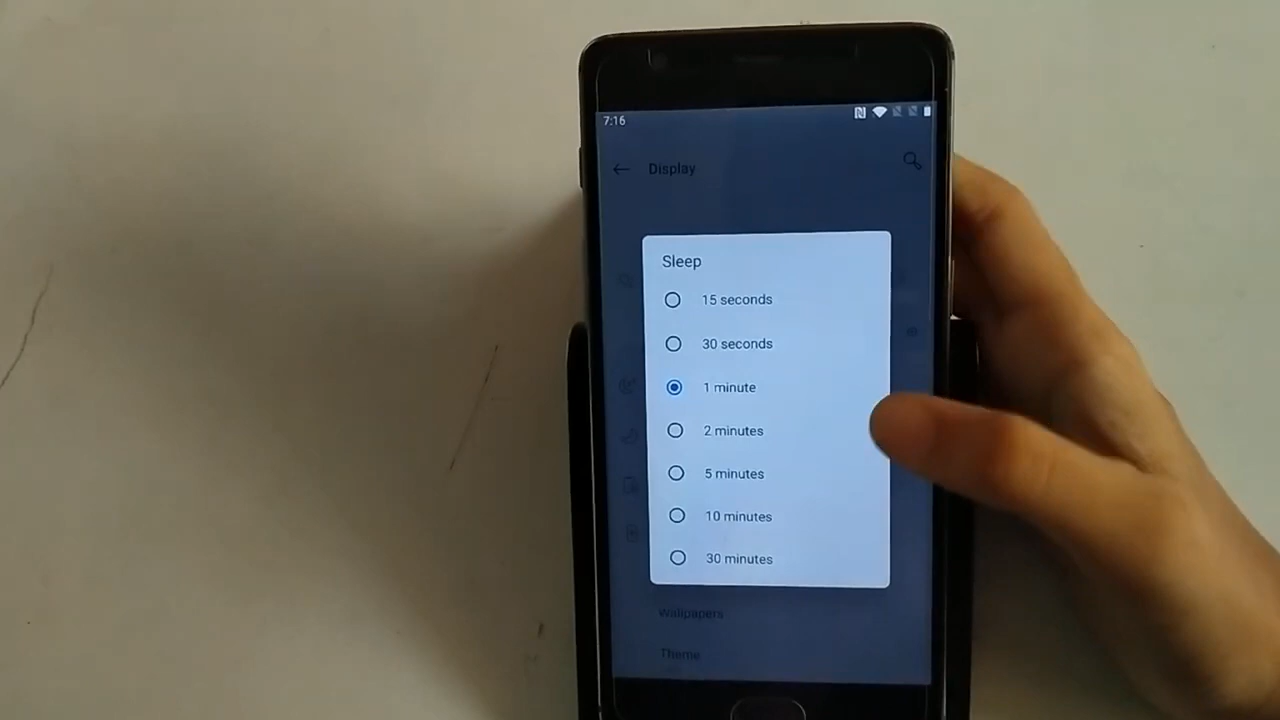 7:16
Display
Sleep
15 seconds
30 seconds
1 minute
2 minutes
5 minutes
10 minutes
30 minutes
Wallpapers
Theme